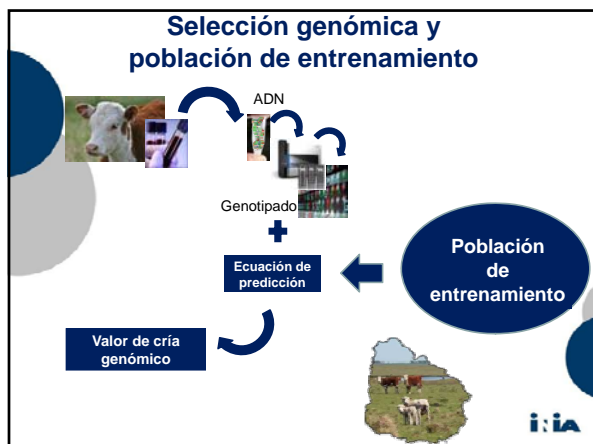 Selección genómica y
población de entrenamiento
ADN
Genotipado
Ecuación de
predicción
Población
de
entrenamiento
Valor de cría
genómico
inia